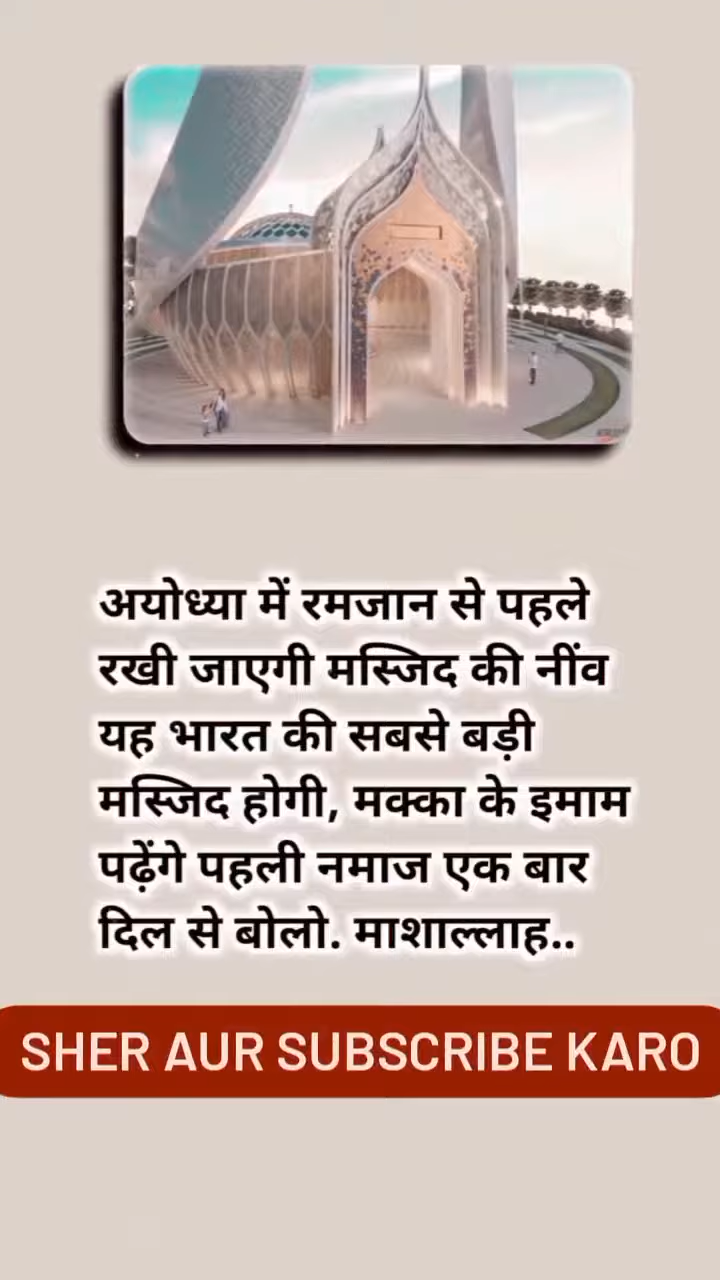 अयोध्या में रमजान से पहले
रखी जाएगी मस्जिद की नींव
यह भारत की सबसे बड़ी
मस्जिद होगी, मक्का के इमाम
पढ़ेंगे पहली नमाज एक बार
दिल से बोलो. माशाल्लाह..
SHER AUR SUBSCRIBE KARO